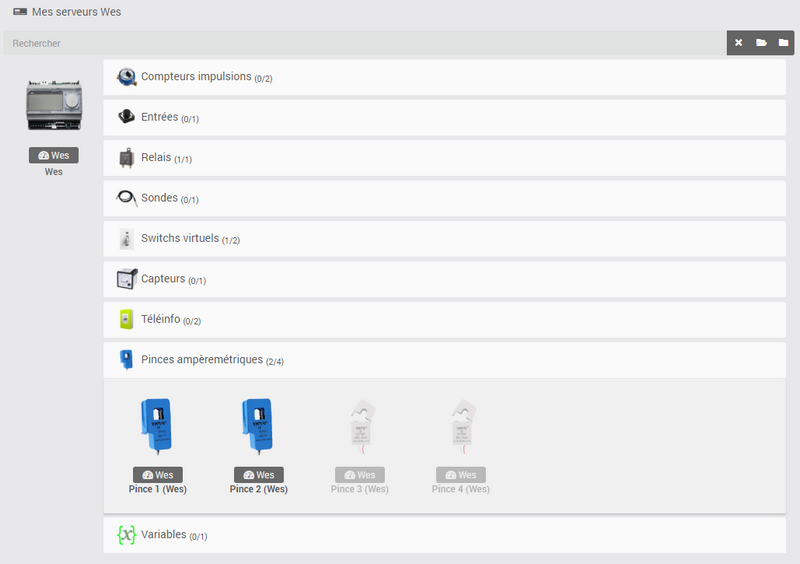 Mes serveurs Wes
Rechercher
Wes
Wes
Compteurs impulsions (0/2)
Entrées (0/1)
Relais (1/1)
Sondes (0/1)
Switchs virtuels (1/2)
Capteurs (0/1)
Téléinfo (0/2)
Pinces ampèremétriques (2/4)
Wes
Wes
Wes
Wes
Pince 1 (Wes)
Pince 2 (Wes)
Pince 3 (Wes)
Pince 4 (Wes)
{x}
Variables (0/1)